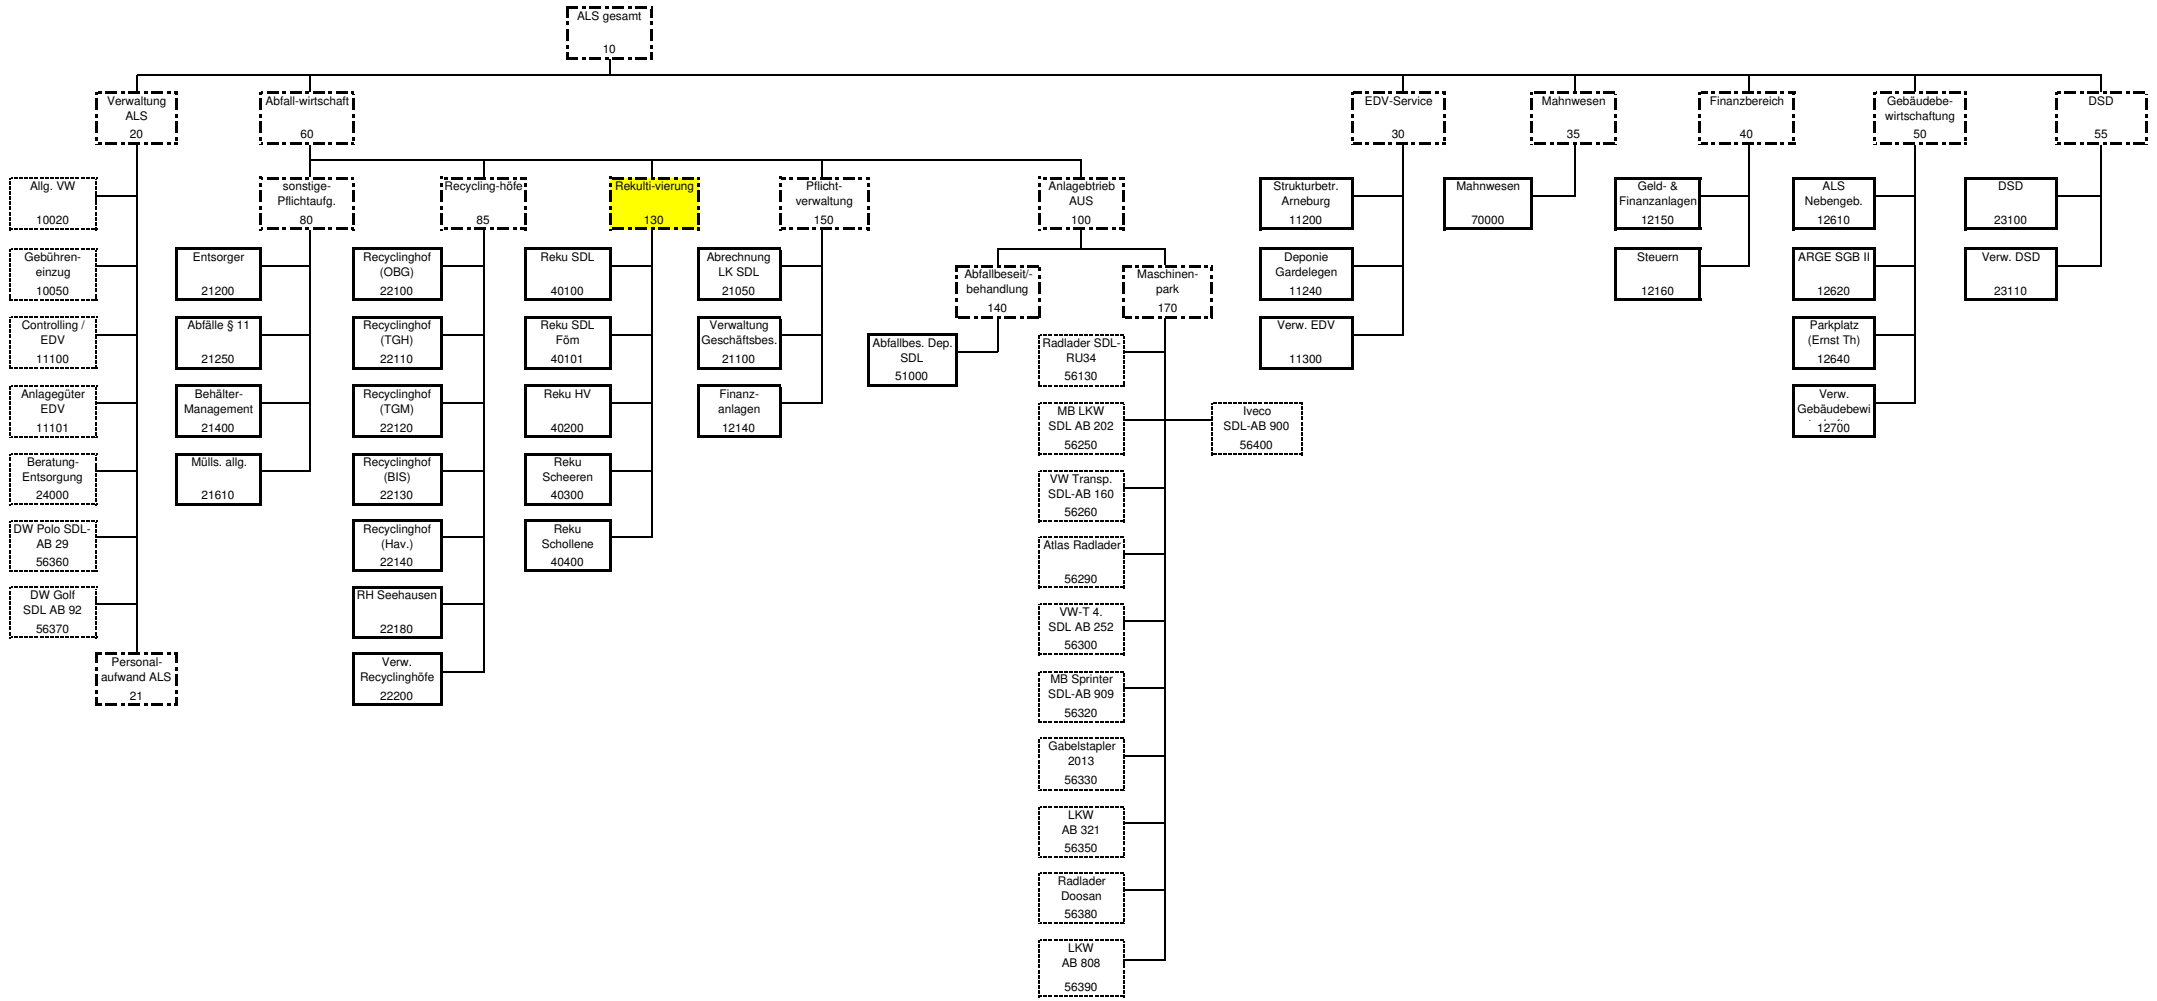 ALS gesamt
10
Verwaltung
ALS
20
Abfall-wirtschaft
60
EDV-Service
30
Mahnwesen
35
Finanzbereich
40
Gebäudebe-
wirtschaftung
50
DSD
55
Allg. VW
10020
Gebühren-
einzug
10050
Controlling /
EDV
11100
Anlagegüter
EDV
11101
Beratung-
Entsorgung
24000
DW Polo SDL-
AB 29
56360
DW Golf
SDL AB 92
56370
Personal-
aufwand ALS
21
sonstige-
Pflichtaufg.
80
Entsorger
21200
Abfälle § 11
21250
Behälter-
Management
21400
Mülls. allg.
21610
Recycling-höfe
85
Recyclinghof
(OBG)
22100
Recyclinghof
(TGH)
22110
Recyclinghof
(TGM)
22120
Recyclinghof
(BIS)
22130
Recyclinghof
(Hav.)
22140
RH Seehausen
22180
Verw.
Recyclinghöfe
22200
Rekulti-vierung
130
Reku SDL
40100
Reku SDL
Föm
40101
Reku HV
40200
Reku
Scheeren
40300
Reku
Schollene
40400
Pflicht-
verwaltung
150
Abrechnung
LK SDL
21050
Verwaltung
Geschäftsbes.
21100
Finanz-
anlagen
12140
Anlagebtrieb
AUS
100
Abfallbeseit/-
behandlung
140
Abfallbes. Dep.
SDL
51000
Maschinen-
park
170
Radlader SDL-
RU34
56130
MB LKW
SDL AB 202
56250
Iveco
SDL-AB 900
56400
VW Transp.
SDL-AB 160
56260
Atlas Radlader
56290
VW-T 4.
SDL AB 252
56300
MB Sprinter
SDL-AB 909
56320
Gabelstapler
2013
56330
LKW
AB 321
56350
Radlader
Doosan
56380
LKW
AB 808
56390
Strukturbetr.
Arneburg
11200
Deponie
Gardelegen
11240
Verw. EDV
11300
Mahnwesen
70000
Geld- &
Finanzanlagen
12150
Steuern
12160
ALS
Nebengeb.
12610
ARGE SGB II
12620
Parkplatz
(Ernst Th)
12640
Verw.
Gebäudebewi
12700
DSD
23100
Verw. DSD
23110